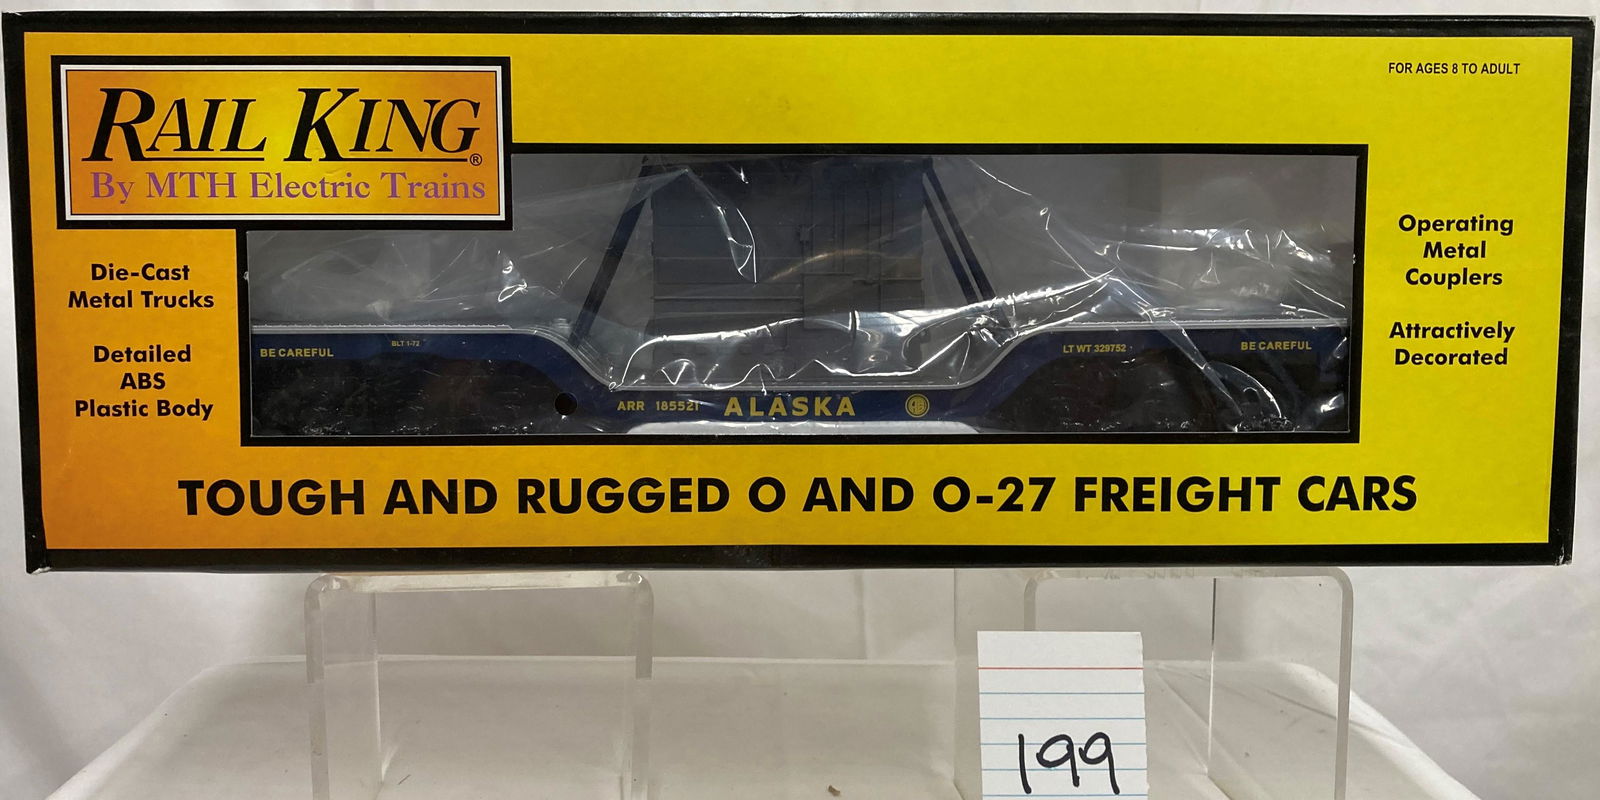 RAIL KING®
By MTH Electric Trains
FOR AGES 8 TO ADULT
Die-Cast
Metal Trucks
Detailed
ABS
Plastic Body
Operating
Metal
Couplers
Attractively
Decorated
BE CAREFUL
BLT 1-72
LT WT 329752
BE CAREFUL
ARR 185521 ALASKA
TOUGH AND RUGGED O AND O-27 FREIGHT CARS
199